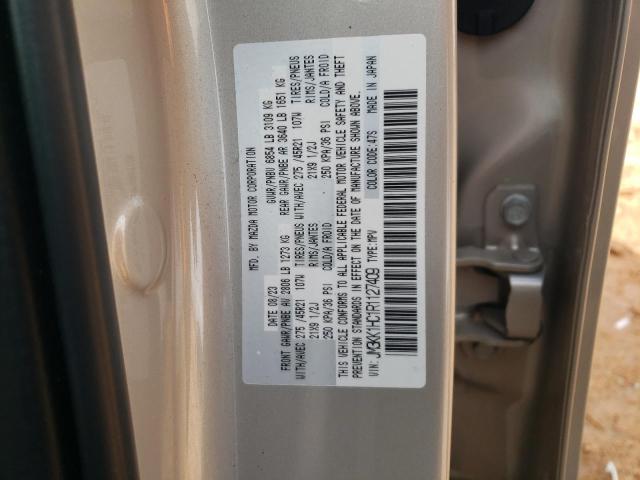 MFD. BY MAZDA MOTOR CORPORATION
DATE 08/23 GVWR/PNBV 6854 LB 3109 KG
FRONT GAWR/PNBE AV 2806 LB 1273 KG REAR GAWR/PNBE AR 3640 LB 1651 KG
WITH/AVEC 275 /45R21 107W TIRES/PNEUS WITH/AVEC 275 /45R21 107W TIRES/PNEUS
21X9 1/2J RIMS/JANTES 21X9 1/2J RIMS/JANTES
250 KPA/36 PSI COLD/A FROID 250 KPA/36 PSI COLD/A FROID
THIS VEHICLE CONFORMS TO ALL APPLICABLE FEDERAL MOTOR VEHICLE SAFETY AND THEFT
PREVENTION STANDARDS IN EFFECT ON THE DATE OF MANUFACTURE SHOWN ABOVE.
COLOR CODE:47S MADE IN JAPAN
VIN: JM3KK1HC1R1127409 TYPE:MPV